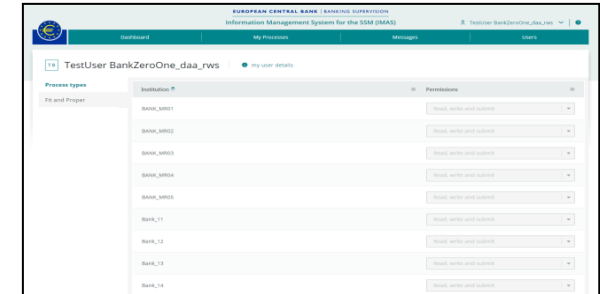 EUROPEAN CENTRAL BANK | BANKING SUPERVISION
Information Management System for the SSM (IMAS)
TestUser BankZeroOne_daa_rws
Dashboard My Processes Messages Users
TB TestUser BankZeroOne_daa_rws my user details
Process types
Fit and Proper
Institution Permissions
BANK_MR01 Read, write and submit
BANK_MR02 Read, write and submit
BANK_MR03 Read, write and submit
BANK_MR04 Read, write and submit
BANK_MR05 Read, write and submit
Bank_11 Read, write and submit
Bank_12 Read, write and submit
Bank_13 Read, write and submit
Bank_14 Read, write and submit